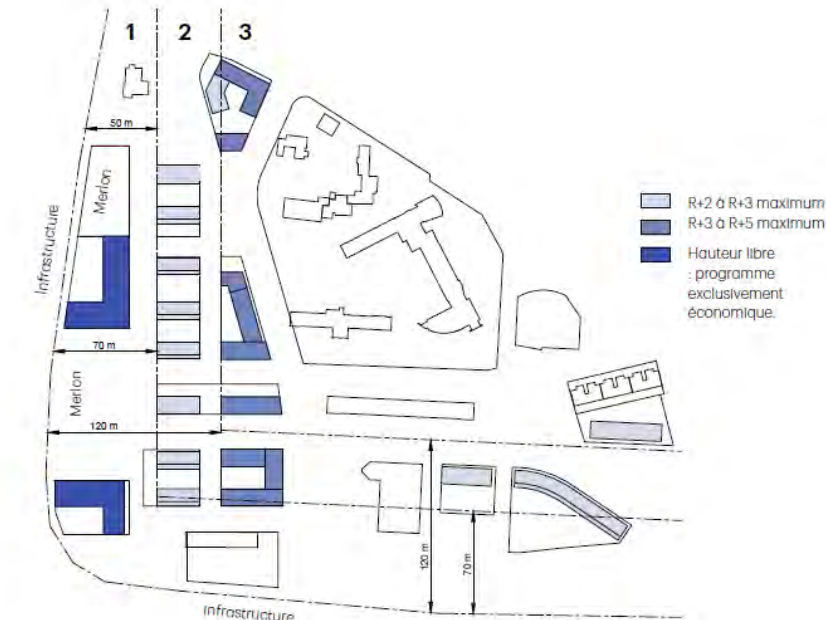 1
2
3
50 m
Merlon
Infrastructure
70 m
Merlon
120 m
120 m
70 m
Infrastructure
R+2 à R+3 maximum
R+3 à R+5 maximum
Hauteur libre
: programme
exclusivement
économique.